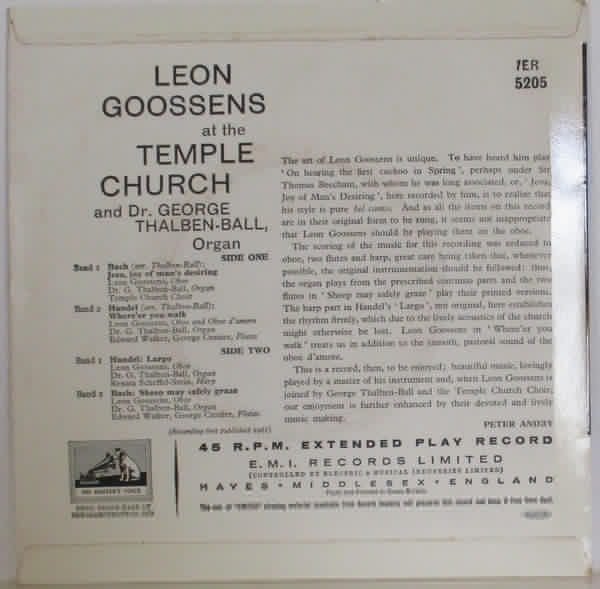 LEON
GOOSSENS
at the
TEMPLE
CHURCH
and Dr. GEORGE
THALBEN-BALL,
Organ
7ER
5205
SIDE ONE
Band 1 Bach (arr. Thalben-Ball):
Jesu, joy of man's desiring
Leon Goossens, Oboe
Dr. G. Thalben-Ball, Organ
Temple Church Choir
Band 2 Handel (arr. Thalben-Ball):
Where'er you walk
Leon Goossens, Oboe and Oboe d'amore
Dr. G. Thalben-Ball, Organ
Edward Walker, George Crozier, Flutes
SIDE TWO
Band 1 Handel: Largo
Leon Goossens, Oboe
Dr. G. Thalben-Ball, Organ
Renata Scheffel-Stein, Harp
Band 2 Bach: Sheep may safely graze
Leon Goossens, Oboe
Dr. G. Thalben-Ball, Organ
Edward Walker, George Crozier, Flutes
(Recording first published 1961)
The art of Leon Goossens is unique. To have heard him play
' On hearing the first cuckoo in Spring ', perhaps under Sir
Thomas Beecham, with whom he was long associated, or, ' Jesu,
Joy of Man's Desiring ', here recorded by him, is to realise that
his style is pure bel canto. And as all the items on this record
are in their original form to be sung, it seems not inappropriate
that Leon Goossens should be playing them on the oboe.
The scoring of the music for this recording was reduced to
oboe, two flutes and harp, great care being taken that, whenever
possible, the original instrumentation should be followed: thus,
the organ plays from the prescribed continuo parts and the two
flutes in ' Sheep may safely graze ' play their printed versions.
The harp part in Handel's ' Largo ', not original, here establishes
the rhythm firmly, which due to the lively acoustics of the church
might otherwise be lost. Leon Goossens in ' Where'er you
walk ' treats us in addition to the smooth, pastoral sound of the
oboe d'amore.
This is a record, then, to be enjoyed; beautiful music, lovingly
played by a master of his instrument and, when Leon Goossens is
joined by George Thalben-Ball and the Temple Church Choir,
our enjoyment is further enhanced by their devoted and lively
music making.
PETER ANDRY
HIS MASTER'S VOICE
45 R.P.M. EXTENDED PLAY RECORD
E.M.I. RECORDS LIMITED
(CONTROLLED BY ELECTRIC & MUSICAL INDUSTRIES LIMITED)
HAYES • MIDDLESEX • ENGLAND